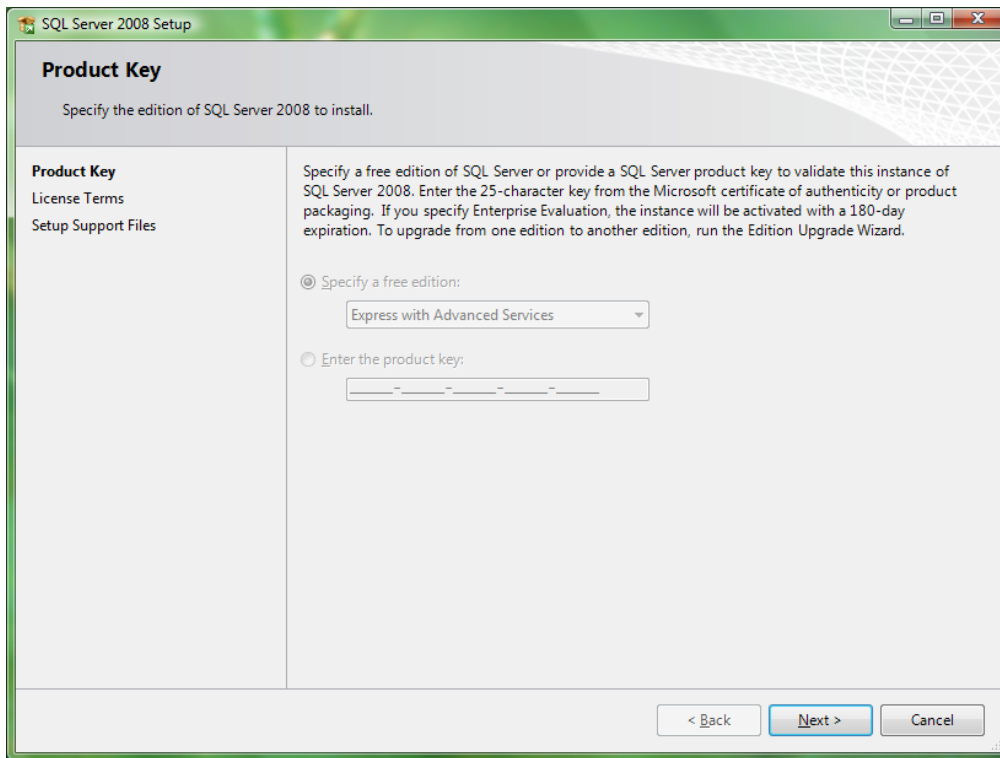 SQL Server 2008 Setup
Product Key
Specify the edition of SQL Server 2008 to install.
Product Key
License Terms
Setup Support Files
Specify a free edition of SQL Server or provide a SQL Server product key to validate this instance of
SQL Server 2008. Enter the 25-character key from the Microsoft certificate of authenticity or product
packaging. If you specify Enterprise Evaluation, the instance will be activated with a 180-day
expiration. To upgrade from one edition to another edition, run the Edition Upgrade Wizard.
Specify a free edition:
Express with Advanced Services
Enter the product key:
_____-_____-_____-_____-_____
< Back
Next >
Cancel